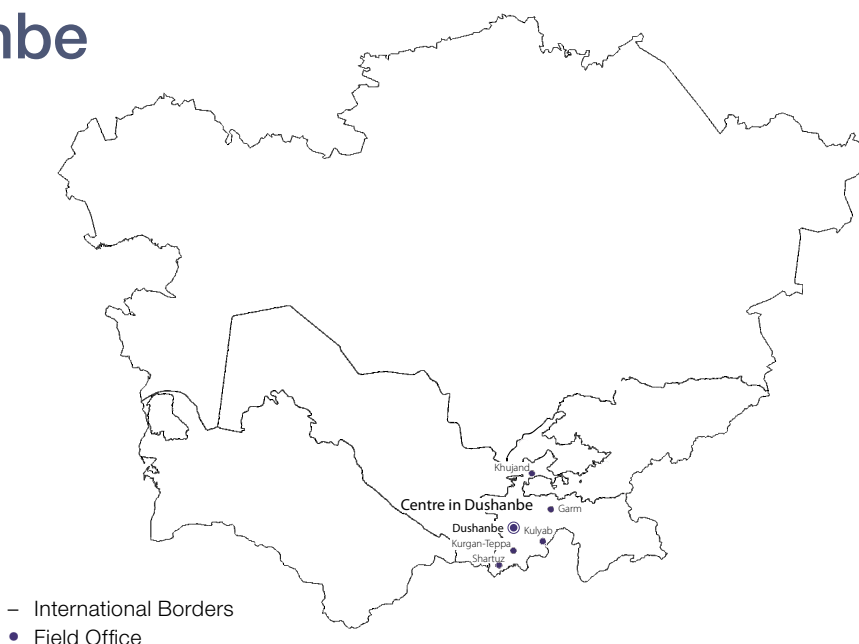 nbe
Khujand
Centre in Dushanbe
Garm
Dushanbe
Kulyab
Kurgan-Teppa
Shartuz
– International Borders
• Field Office